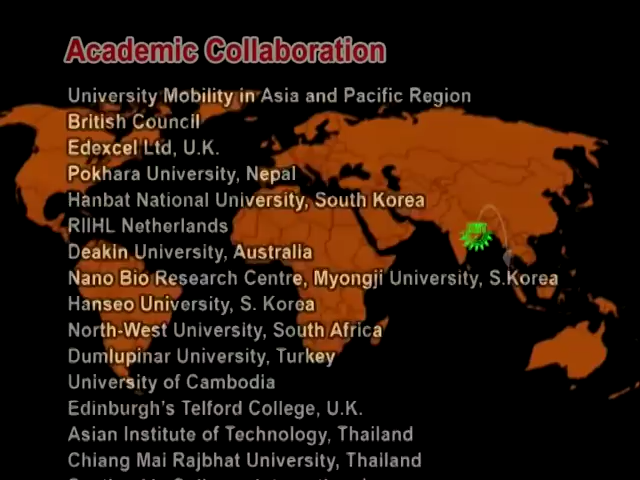 Academic Collaboration
University Mobility in Asia and Pacific Region
British Council
Edexcel Ltd, U.K.
Pokhara University, Nepal
Hanbat National University, South Korea
RIIHL Netherlands
Deakin University, Australia
Nano Bio Research Centre, Myongji University, S.Korea
Hanseo University, S. Korea
North-West University, South Africa
Dumlupinar University, Turkey
University of Cambodia
Edinburgh's Telford College, U.K.
Asian Institute of Technology, Thailand
Chiang Mai Rajbhat University, Thailand